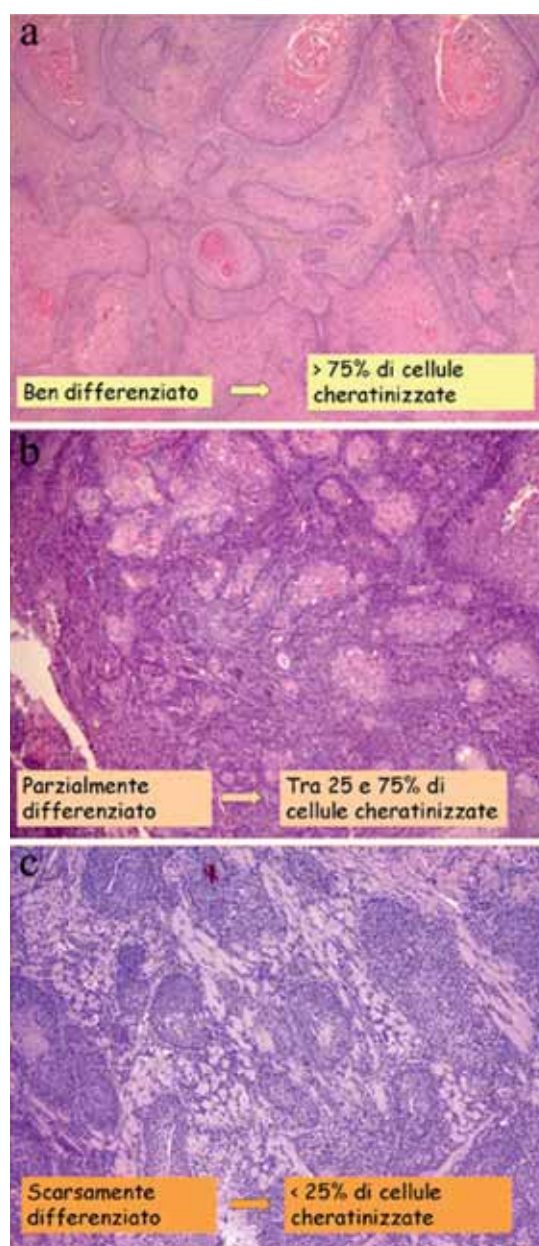 a
Ben differenziato
> 75% di cellule
cheratinizzate
b
Parzialmente
differenziato
Tra 25 e 75% di
cellule cheratinizzate
c
Scarsamente
differenziato
< 25% di cellule
cheratinizzate